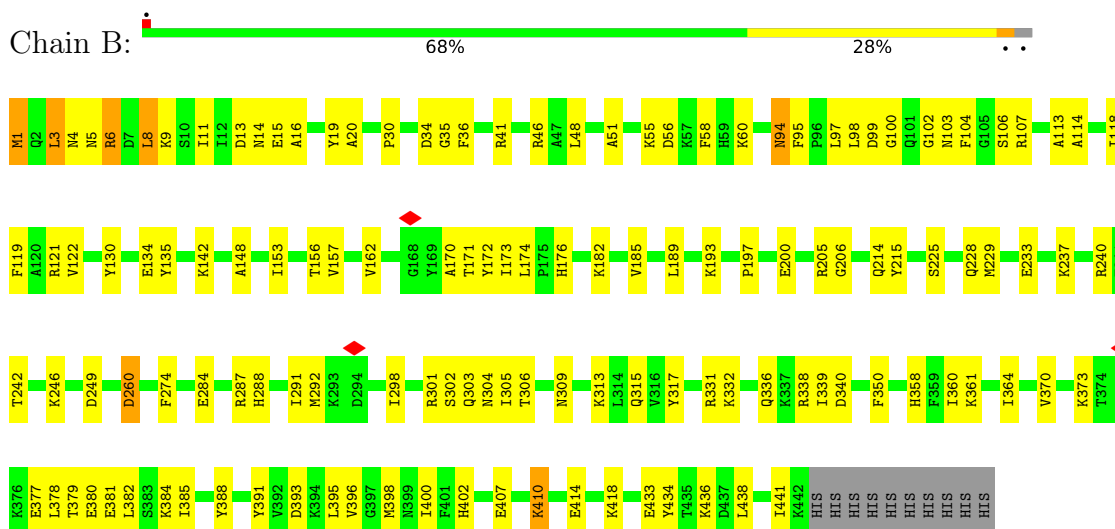 Chain B:
68% 28%
M1 Q2 L3 N4 N5 R6 D7 L8 K9 S10 I11 I12 D13 N14 E15 A16 Y19 A20 P30 D34 G35 F36 R41 R46 A47 L48 A51 K55 D56 K57 F58 H59 K60 N94 F95 P96 L97 L98 D99 G100 Q101 G102 N103 F104 G105 S106 R107 A113 A114 I118
F119 A120 R121 V122 Y130 E134 Y135 K142 A148 I153 T156 V157 V162 G168 Y169 A170 T171 Y172 I173 L174 P175 H176 K182 V185 L189 K193 P197 E200 R205 G206 Q214 Y215 S225 Q228 M229 E233 K237 R240
T242 K246 D249 D260 F274 E284 R287 H288 I291 M292 K293 D294 I298 R301 S302 Q303 N304 I305 T306 N309 K313 L314 Q315 V316 Y317 R331 K332 Q336 K337 R338 I339 D340 F350 H358 F359 I360 K361 I364 V370 K373 T374
K376 E377 L378 T379 E380 E381 L382 S383 K384 I385 Y388 Y391 V392 D393 K394 L395 V396 G397 M398 N399 I400 F401 H402 E407 K410 E414 K418 E433 Y434 T435 K436 D437 L438 I441 K442 HIS HIS HIS HIS HIS HIS HIS HIS